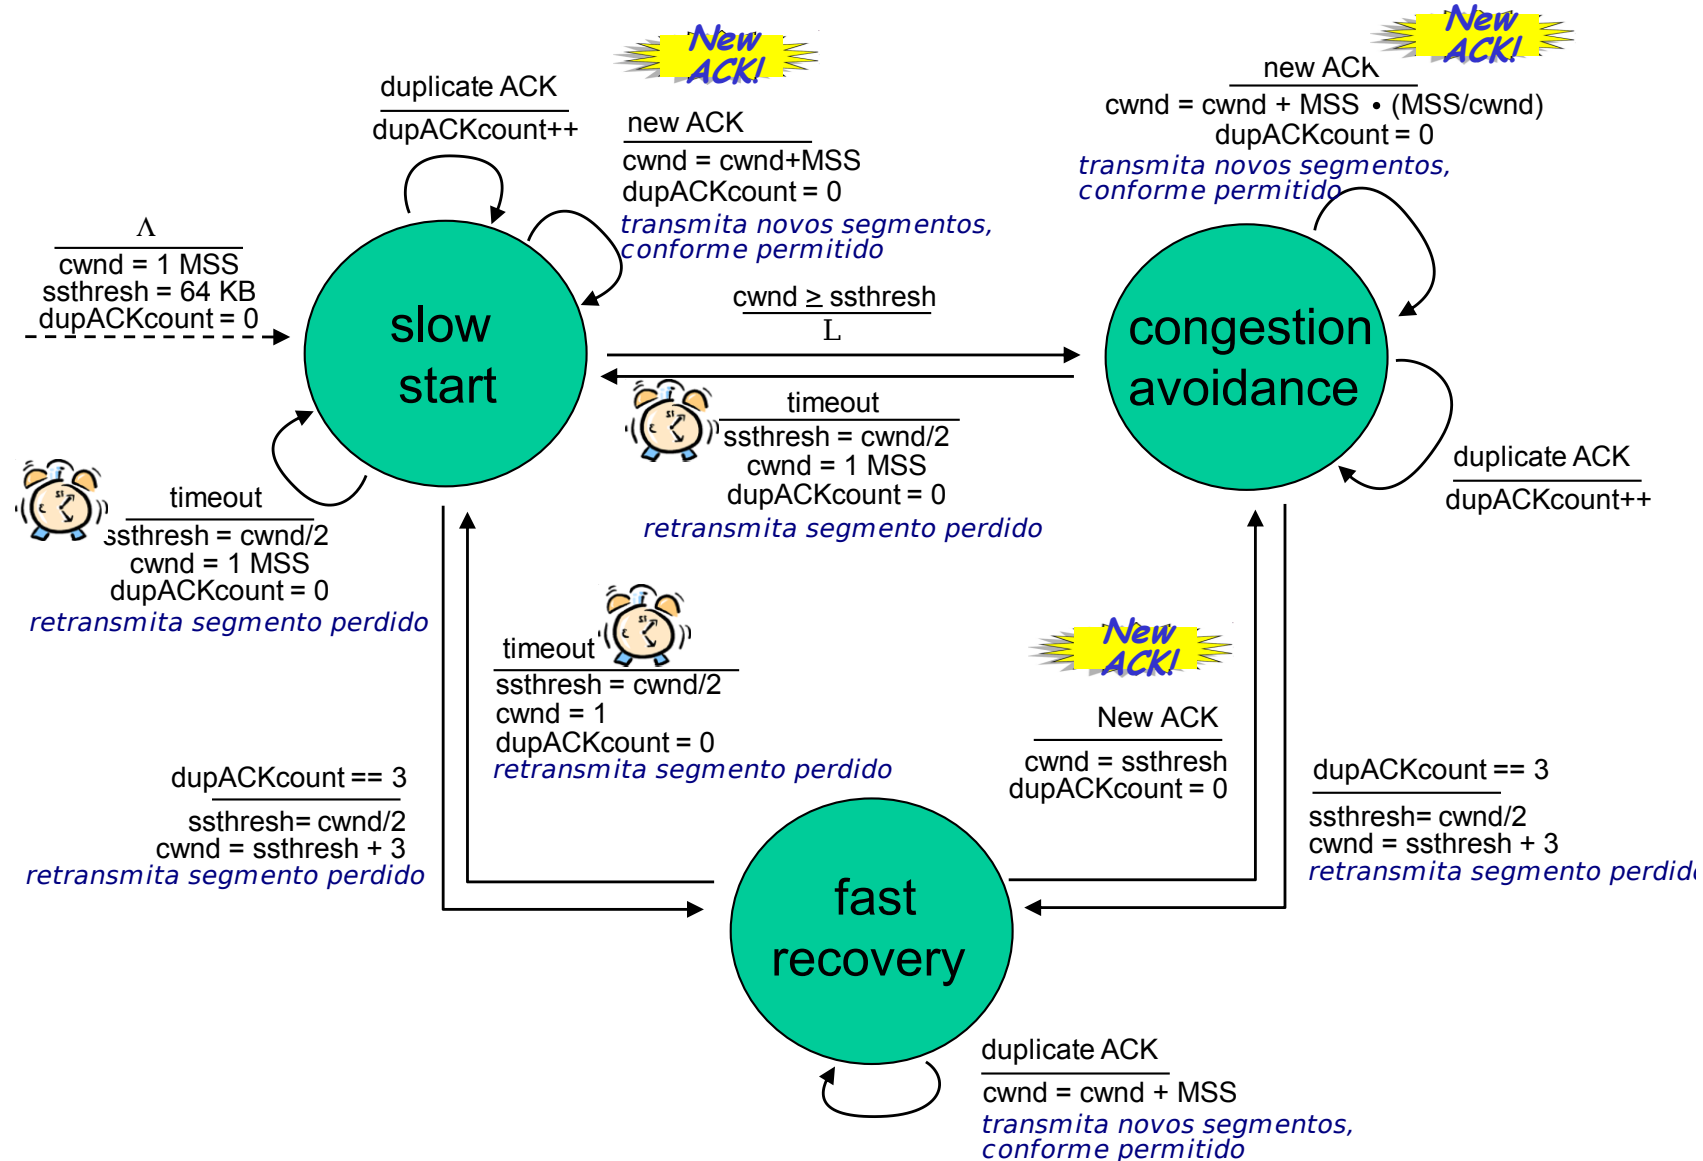 New
ACK!
duplicate ACK
dupACKcount++
new ACK
cwnd = cwnd+MSS
dupACKcount = 0
transmita novos segmentos,
conforme permitido
New
ACK!
new ACK
cwnd = cwnd + MSS • (MSS/cwnd)
dupACKcount = 0
transmita novos segmentos,
conforme permitido
Λ
cwnd = 1 MSS
ssthresh = 64 KB
dupACKcount = 0
slow
start
cwnd ≥ ssthresh
L
congestion
avoidance
timeout
ssthresh = cwnd/2
cwnd = 1 MSS
dupACKcount = 0
retransmita segmento perdido
duplicate ACK
dupACKcount++
timeout
ssthresh = cwnd/2
cwnd = 1 MSS
dupACKcount = 0
retransmita segmento perdido
timeout
ssthresh = cwnd/2
cwnd = 1
dupACKcount = 0
retransmita segmento perdido
New
ACK!
New ACK
cwnd = ssthresh
dupACKcount = 0
dupACKcount == 3
ssthresh= cwnd/2
cwnd = ssthresh + 3
retransmita segmento perdido
dupACKcount == 3
ssthresh= cwnd/2
cwnd = ssthresh + 3
retransmita segmento perdido
fast
recovery
duplicate ACK
cwnd = cwnd + MSS
transmita novos segmentos,
conforme permitido